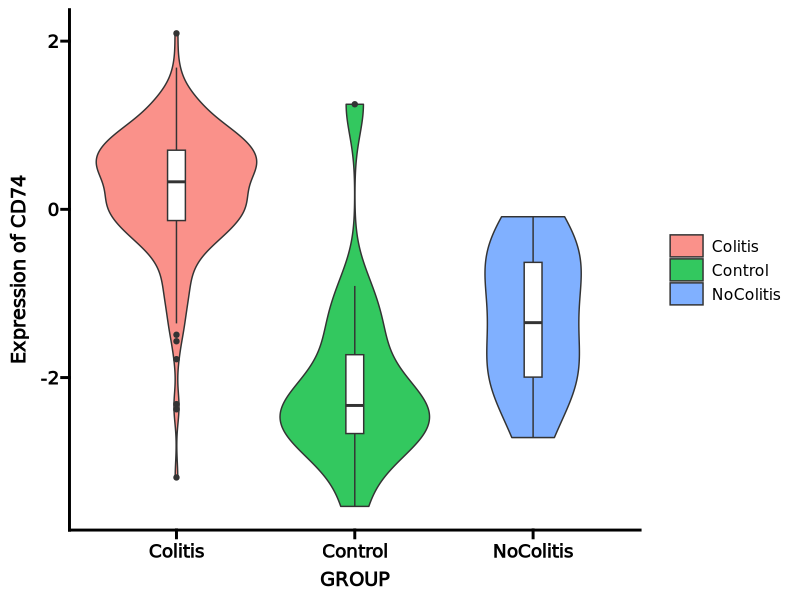 Expression of CD74
2
0
-2
Colitis
Control
NoColitis
GROUP
Colitis
Control
NoColitis